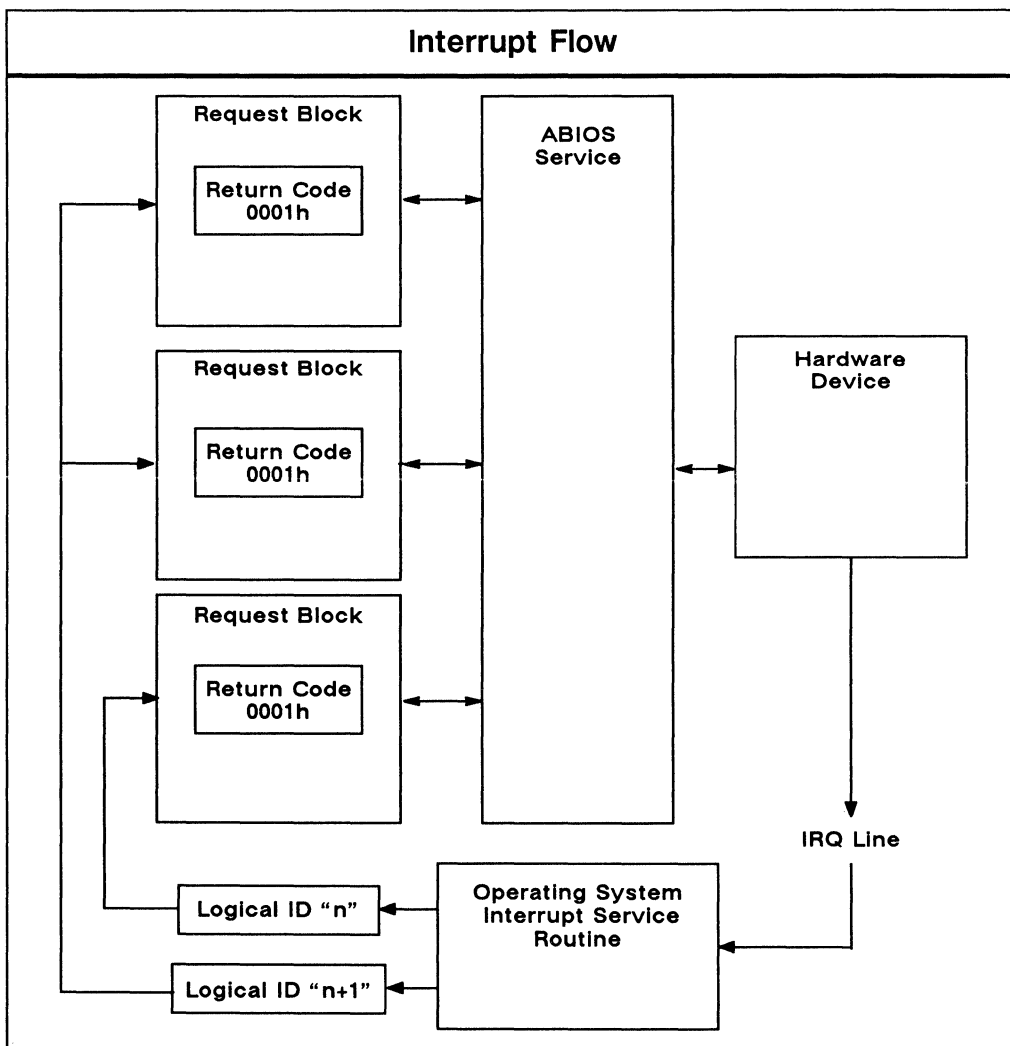 Interrupt Flow
Request Block
Return Code
0001h
ABIOS
Service
Request Block
Return Code
0001h
Hardware
Device
Request Block
Return Code
0001h
IRQ Line
Operating System
Interrupt Service
Routine
Logical ID “n”
Logical ID “n+1”